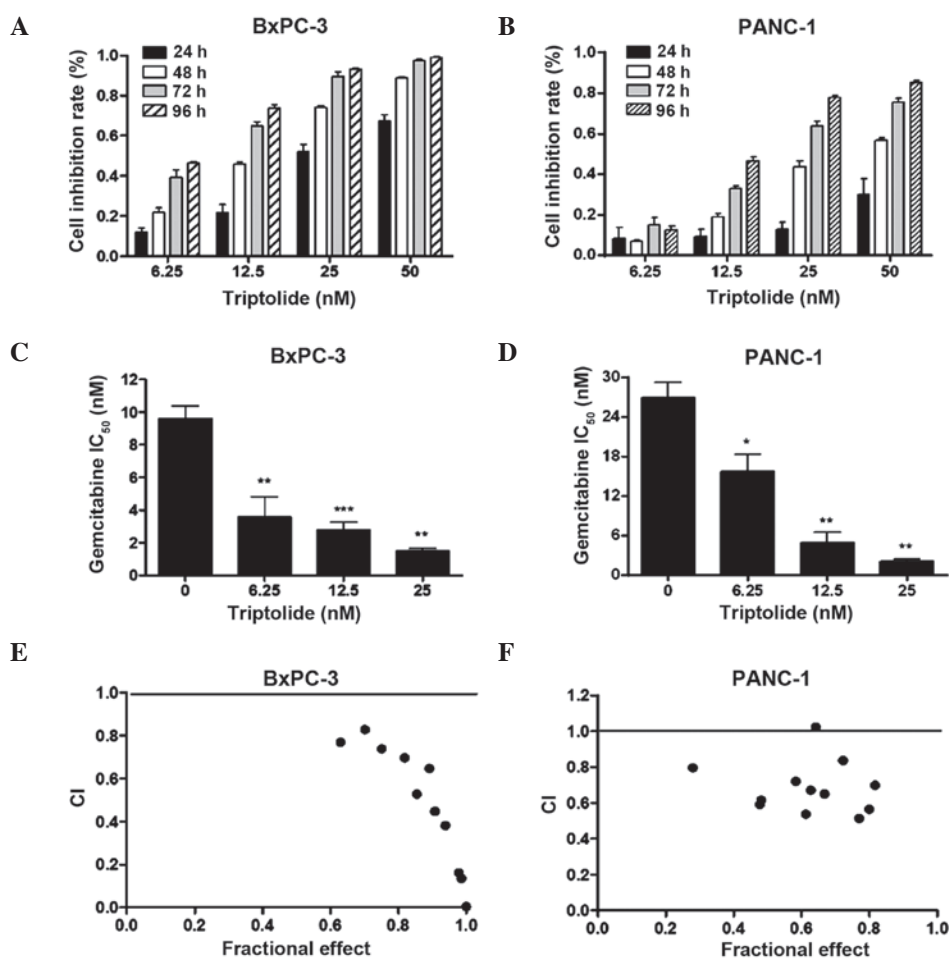 A
BxPC-3
Cell inhibition rate (%)
1.0
0.8
0.6
0.4
0.2
0.0
24 h
48 h
72 h
96 h
6.25 12.5 25 50
Triptolide (nM)
B
PANC-1
Cell inhibition rate (%)
1.0
0.8
0.6
0.4
0.2
0.0
24 h
48 h
72 h
96 h
6.25 12.5 25 50
Triptolide (nM)
C
BxPC-3
Gemcitabine IC50 (nM)
12
10
8
6
4
2
0
** *** **
0 6.25 12.5 25
Triptolide (nM)
D
PANC-1
Gemcitabine IC50 (nM)
30
24
18
12
6
0
* ** **
0 6.25 12.5 25
Triptolide (nM)
E
BxPC-3
CI
1.0
0.8
0.6
0.4
0.2
0.0
0.0 0.2 0.4 0.6 0.8 1.0
Fractional effect
F
PANC-1
CI
1.2
1.0
0.8
0.6
0.4
0.2
0.0
0.0 0.2 0.4 0.6 0.8 1.0
Fractional effect